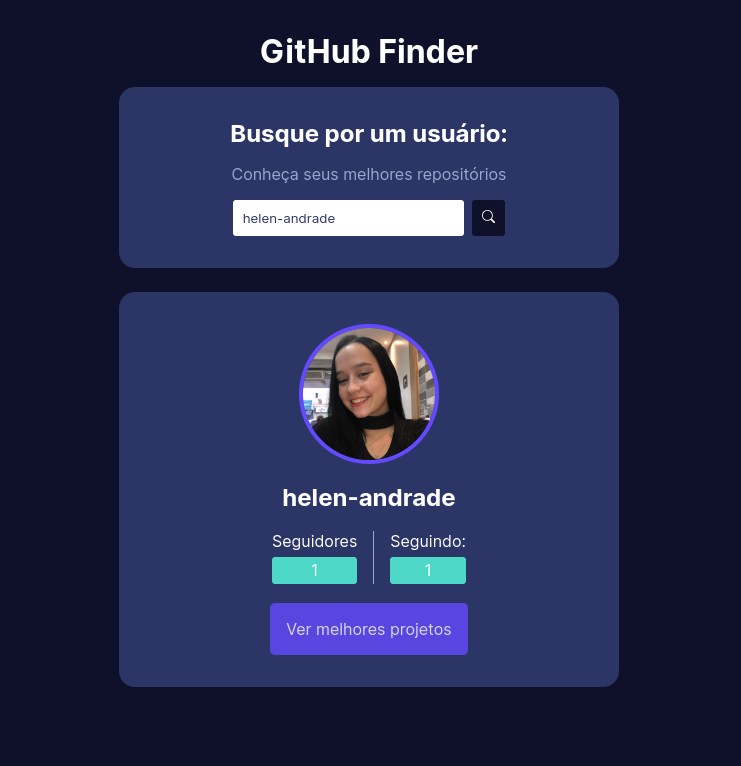 GitHub Finder
Busque por um usuário:
Conheça seus melhores repositórios
helen-andrade
helen-andrade
Seguidores
1
Seguindo:
1
Ver melhores projetos